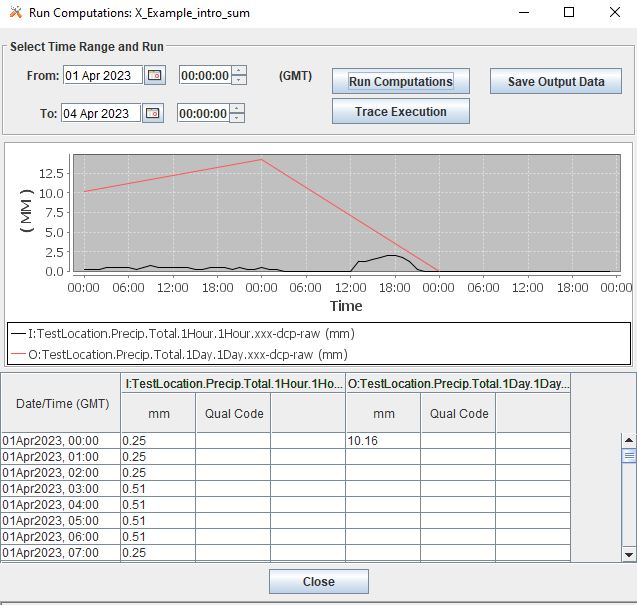 Run Computations: X_Example_intro_sum
Select Time Range and Run
From: 01 Apr 2023 00:00:00 (GMT) Run Computations Save Output Data
To: 04 Apr 2023 00:00:00 Trace Execution
12.5
10.0
7.5
5.0
2.5
0.0
( MM )
00:00 06:00 12:00 18:00 00:00 06:00 12:00 18:00 00:00 06:00 12:00 18:00 00:00
Time
I:TestLocation.Precip.Total.1Hour.1Hour.xxx-dcp-raw (mm)
O:TestLocation.Precip.Total.1Day.1Day.xxx-dcp-raw (mm)
Date/Time (GMT) I:TestLocation.Precip.Total.1Hour.1Ho... O:TestLocation.Precip.Total.1Day.1Day...
mm Qual Code mm Qual Code
01Apr2023, 00:00 0.25 10.16
01Apr2023, 01:00 0.25
01Apr2023, 02:00 0.25
01Apr2023, 03:00 0.51
01Apr2023, 04:00 0.51
01Apr2023, 05:00 0.51
01Apr2023, 06:00 0.51
01Apr2023, 07:00 0.25
Close